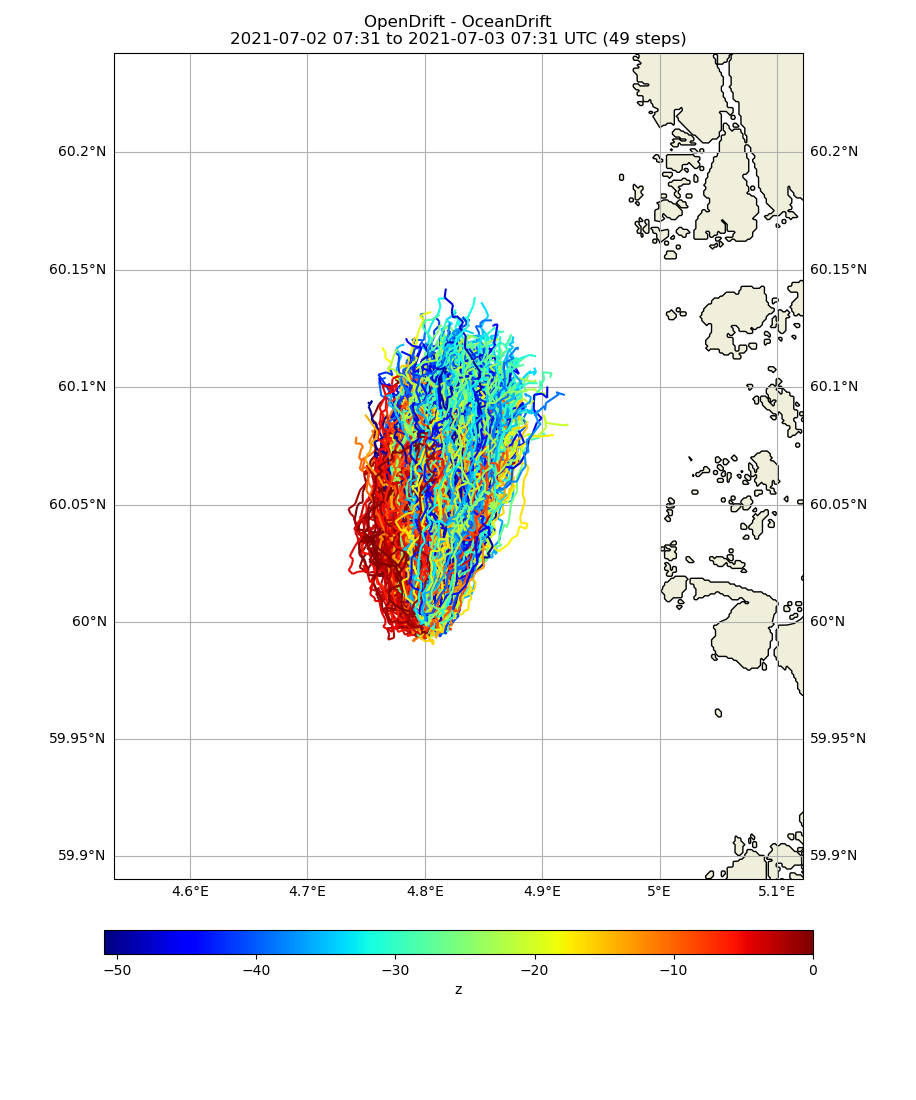 OpenDrift - OceanDrift
2021-07-02 07:31 to 2021-07-03 07:31 UTC (49 steps)
60.2°N 60.2°N
60.15°N 60.15°N
60.1°N 60.1°N
60.05°N 60.05°N
60°N 60°N
59.95°N 59.95°N
59.9°N 59.9°N
4.6°E 4.7°E 4.8°E 4.9°E 5°E 5.1°E
−50 −40 −30 −20 −10 0
z